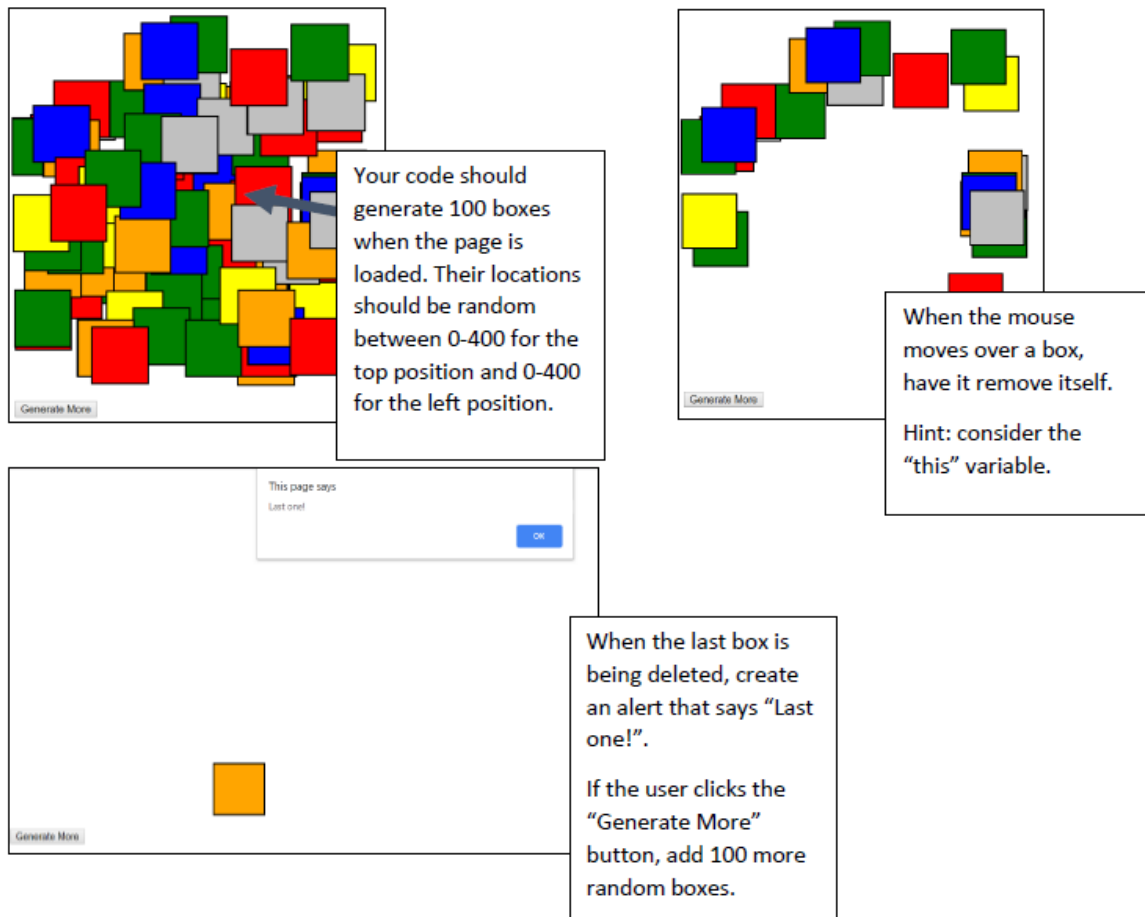 Your code should
generate 100 boxes
when the page is
loaded. Their locations
should be random
between 0-400 for the
top position and 0-400
for the left position.
Generate More
When the mouse
moves over a box,
have it remove itself.
Hint: consider the
“this” variable.
Generate More
This page says
Last one!
OK
When the last box is
being deleted, create
an alert that says “Last
one!”.
If the user clicks the
“Generate More”
button, add 100 more
random boxes.
Generate More